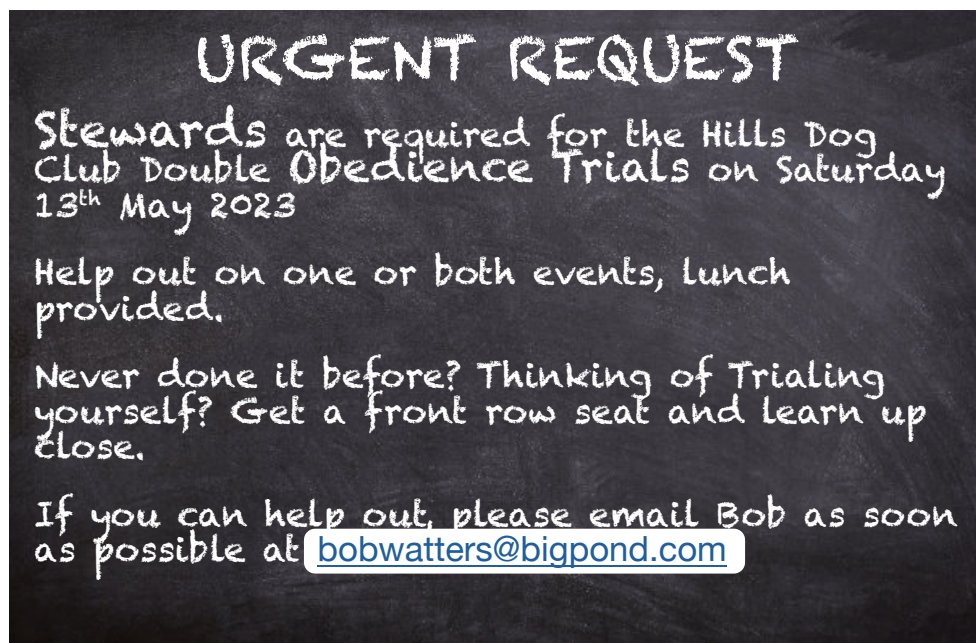 URGENT REQUEST
Stewards are required for the Hills Dog
Club Double Obedience Trials on Saturday
13th May 2023
Help out on one or both events, lunch
provided.
Never done it before? Thinking of Trialing
yourself? Get a front row seat and learn up
close.
If you can help out, please email Bob as soon
as possible at bobwatters@bigpond.com